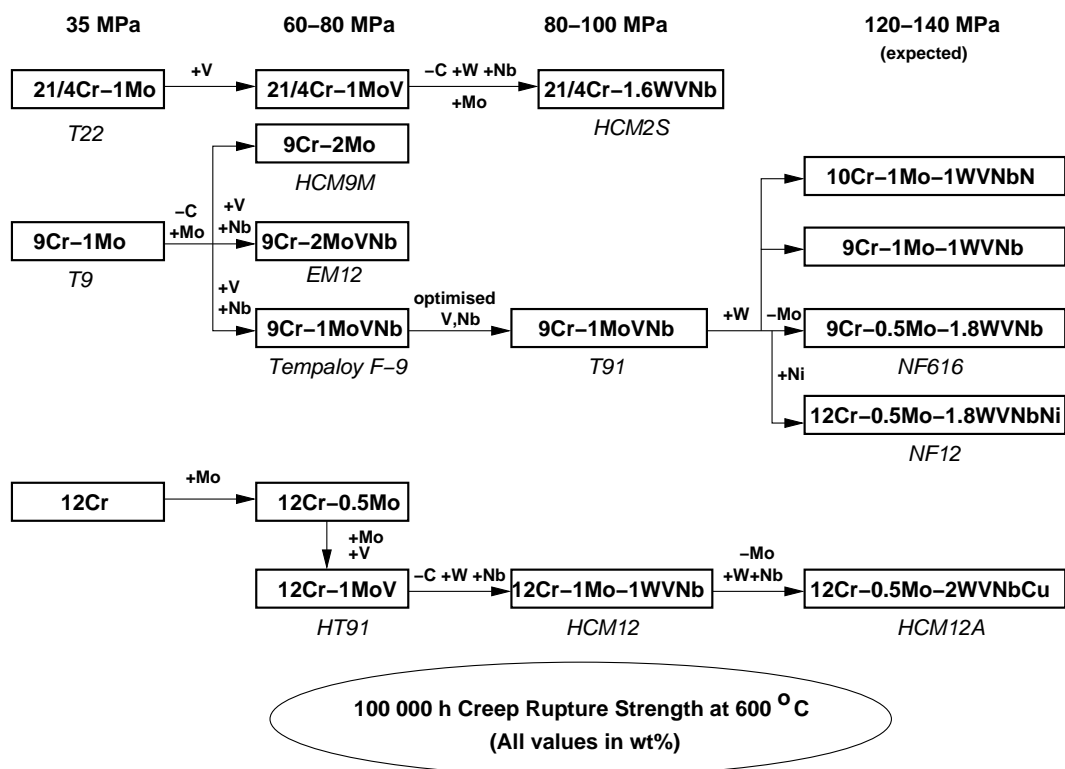 35 MPa
60–80 MPa
80–100 MPa
120–140 MPa
(expected)
21/4Cr–1Mo
+V
21/4Cr–1MoV
–C +W +Nb
+Mo
21/4Cr–1.6WVNb
T22
HCM2S
9Cr–2Mo
HCM9M
10Cr–1Mo–1WVNbN
9Cr–1Mo
–C
+Mo
+V
+Nb
9Cr–2MoVNb
9Cr–1Mo–1WVNb
T9
EM12
+V
+Nb
9Cr–1MoVNb
optimised
V,Nb
9Cr–1MoVNb
+W
–Mo
9Cr–0.5Mo–1.8WVNb
Tempaloy F–9
T91
NF616
+Ni
12Cr–0.5Mo–1.8WVNbNi
NF12
12Cr
+Mo
12Cr–0.5Mo
+Mo
+V
12Cr–1MoV
–C +W +Nb
12Cr–1Mo–1WVNb
–Mo
+W+Nb
12Cr–0.5Mo–2WVNbCu
HT91
HCM12
HCM12A
100 000 h Creep Rupture Strength at 600 °C
(All values in wt%)